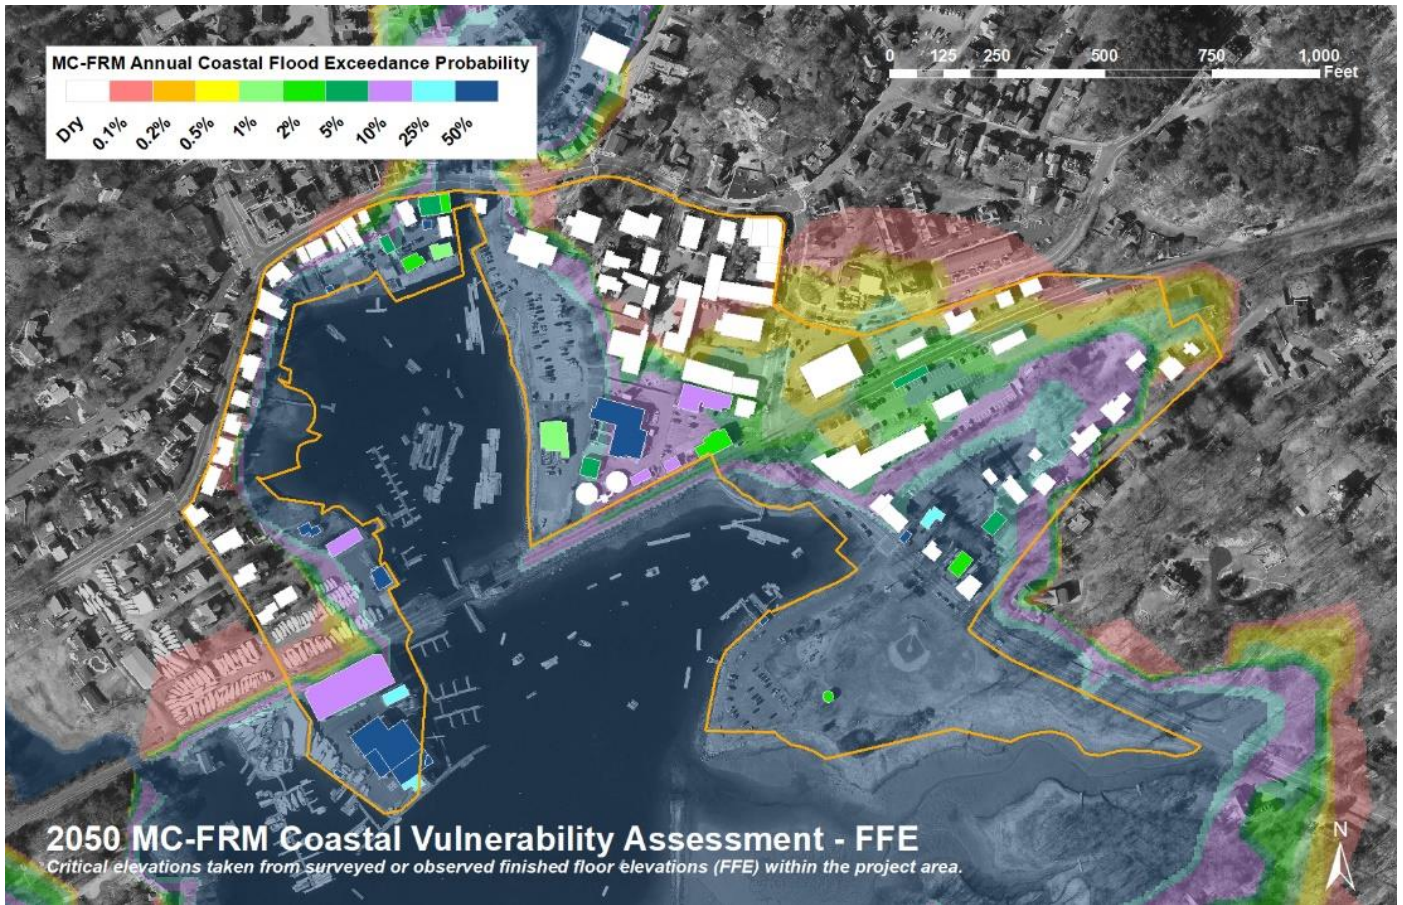 MC-FRM Annual Coastal Flood Exceedance Probability
Dry 0.1% 0.2% 0.5% 1% 2% 5% 10% 25% 50%
0 125 250 500 750 1,000
Feet
2050 MC-FRM Coastal Vulnerability Assessment - FFE
Critical elevations taken from surveyed or observed finished floor elevations (FFE) within the project area.
N